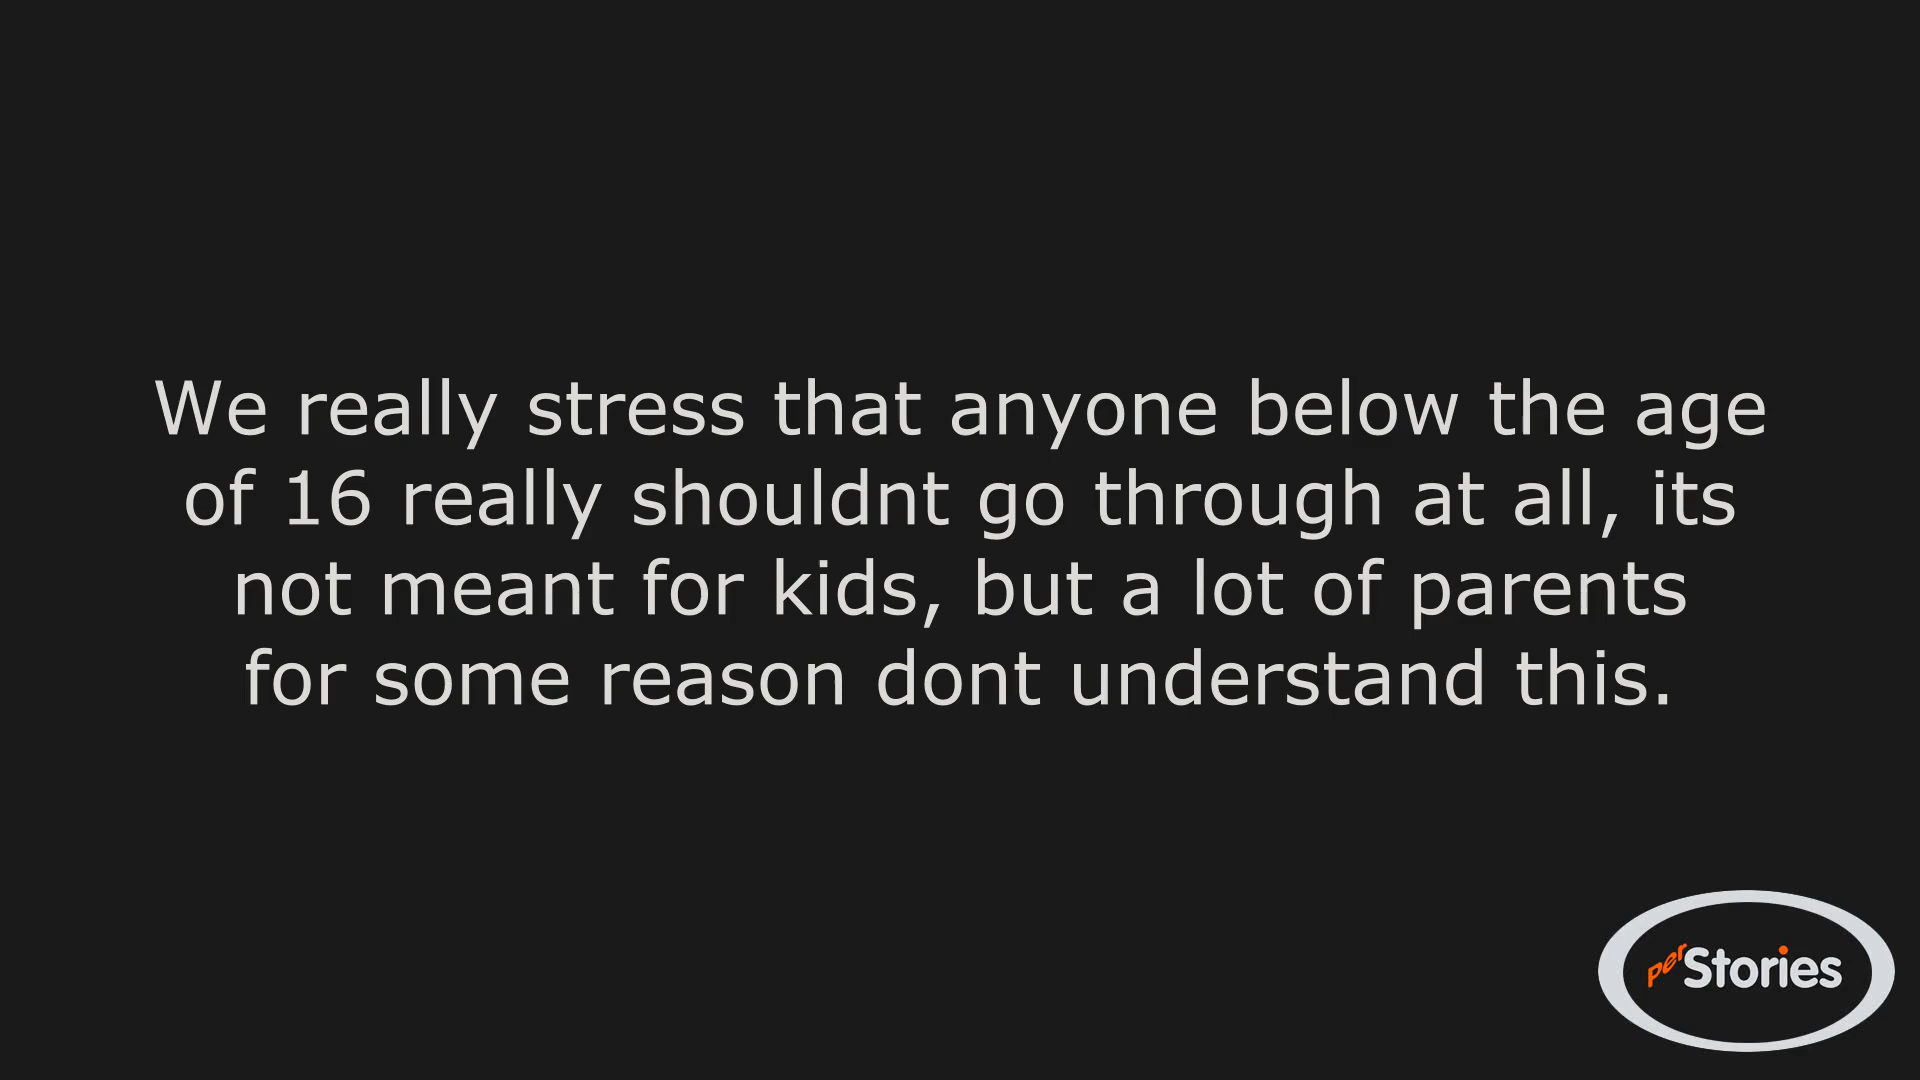 We really stress that anyone below the age
of 16 really shouldnt go through at all, its
not meant for kids, but a lot of parents
for some reason dont understand this.
perStories